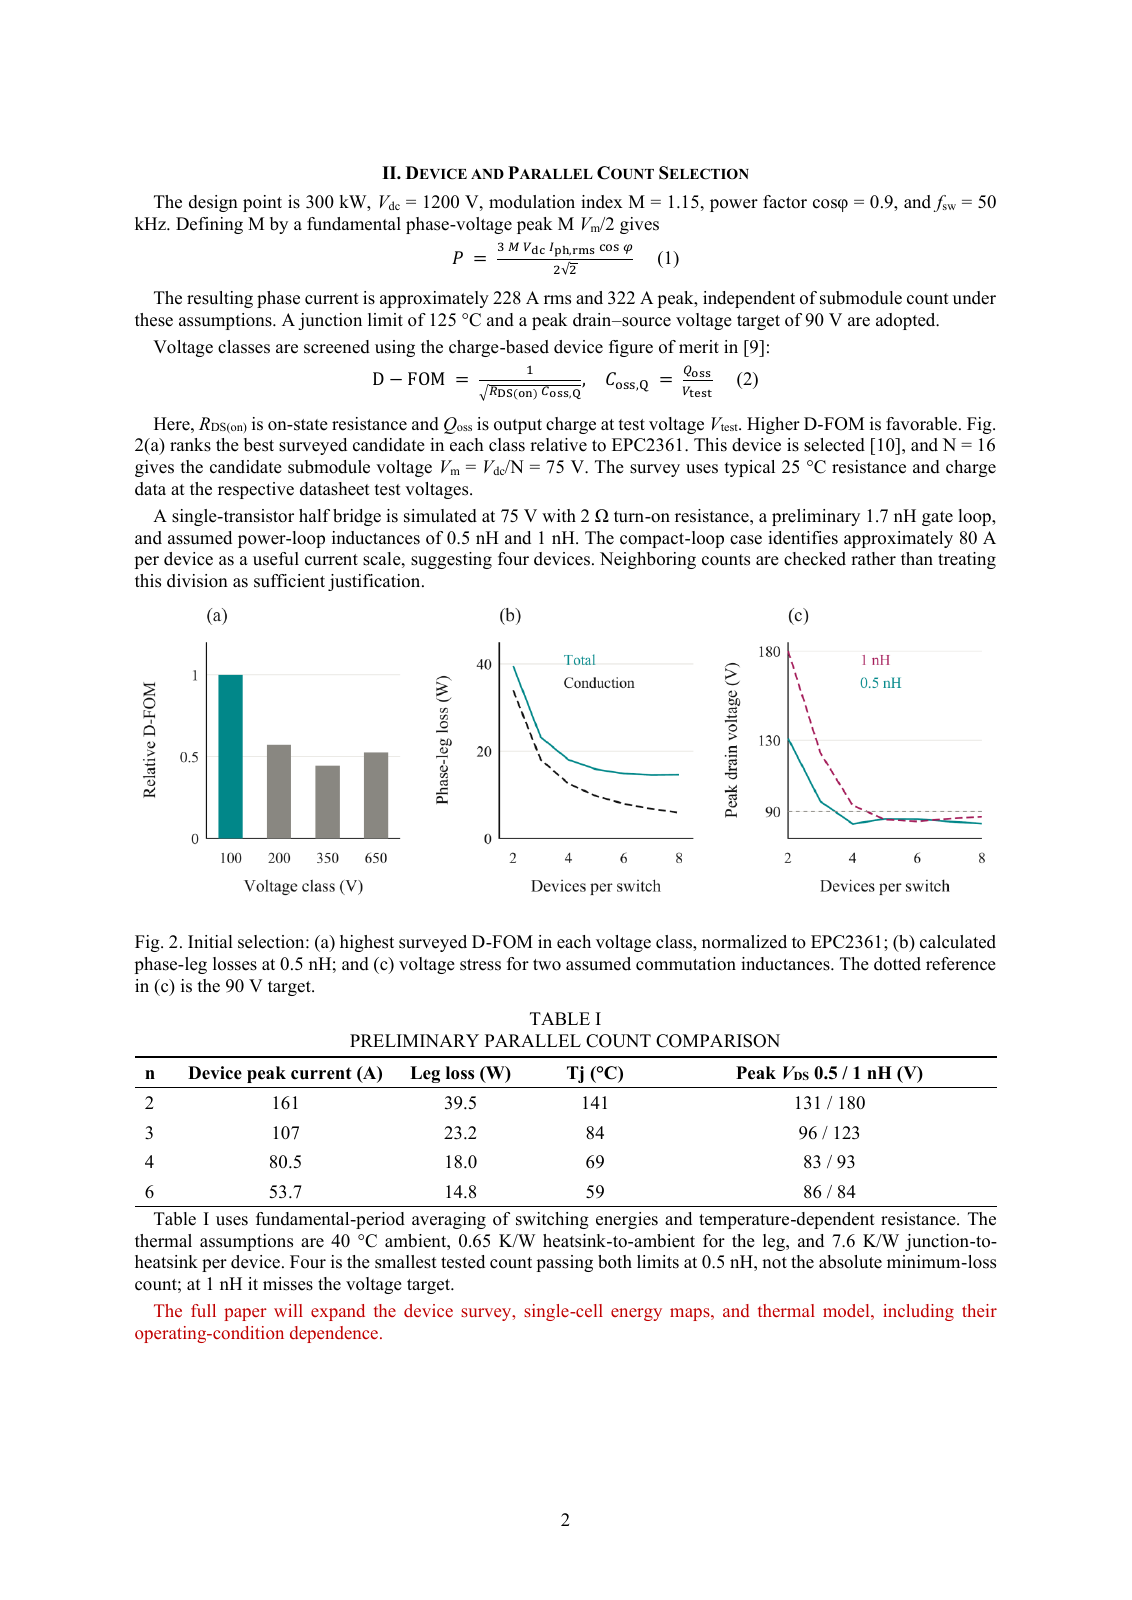 II. DEVICE AND PARALLEL COUNT SELECTION
The design point is 300 kW, Vdc = 1200 V, modulation index M = 1.15, power factor cosφ = 0.9, and fsw = 50
kHz. Defining M by a fundamental phase-voltage peak M Vm/2 gives
P = 3 M Vdc Iph,rms cos φ / 2√2 (1)
The resulting phase current is approximately 228 A rms and 322 A peak, independent of submodule count under
these assumptions. A junction limit of 125 °C and a peak drain–source voltage target of 90 V are adopted.
Voltage classes are screened using the charge-based device figure of merit in [9]:
D − FOM = 1 / √RDS(on) Coss,Q, Coss,Q = Qoss / Vtest (2)
Here, RDS(on) is on-state resistance and Qoss is output charge at test voltage Vtest. Higher D-FOM is favorable. Fig.
2(a) ranks the best surveyed candidate in each class relative to EPC2361. This device is selected [10], and N = 16
gives the candidate submodule voltage Vm = Vdc/N = 75 V. The survey uses typical 25 °C resistance and charge
data at the respective datasheet test voltages.
A single-transistor half bridge is simulated at 75 V with 2 Ω turn-on resistance, a preliminary 1.7 nH gate loop,
and assumed power-loop inductances of 0.5 nH and 1 nH. The compact-loop case identifies approximately 80 A
per device as a useful current scale, suggesting four devices. Neighboring counts are checked rather than treating
this division as sufficient justification.
(a)
Relative D-FOM
1
0.5
0
100 200 350 650
Voltage class (V)
(b)
Phase-leg loss (W)
40
20
0
Total
Conduction
2 4 6 8
Devices per switch
(c)
Peak drain voltage (V)
180
130
90
1 nH
0.5 nH
2 4 6 8
Devices per switch
Fig. 2. Initial selection: (a) highest surveyed D-FOM in each voltage class, normalized to EPC2361; (b) calculated
phase-leg losses at 0.5 nH; and (c) voltage stress for two assumed commutation inductances. The dotted reference
in (c) is the 90 V target.
TABLE I
PRELIMINARY PARALLEL COUNT COMPARISON
n Device peak current (A) Leg loss (W) Tj (°C) Peak VDS 0.5 / 1 nH (V)
2 161 39.5 141 131 / 180
3 107 23.2 84 96 / 123
4 80.5 18.0 69 83 / 93
6 53.7 14.8 59 86 / 84
Table I uses fundamental-period averaging of switching energies and temperature-dependent resistance. The
thermal assumptions are 40 °C ambient, 0.65 K/W heatsink-to-ambient for the leg, and 7.6 K/W junction-to-
heatsink per device. Four is the smallest tested count passing both limits at 0.5 nH, not the absolute minimum-loss
count; at 1 nH it misses the voltage target.
The full paper will expand the device survey, single-cell energy maps, and thermal model, including their
operating-condition dependence.
2